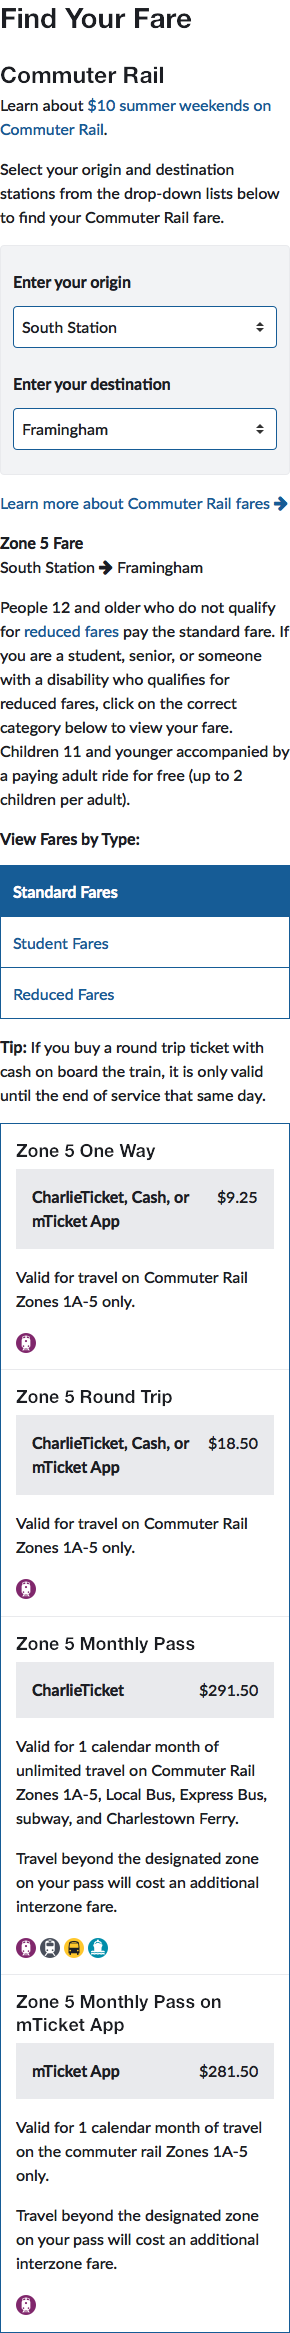 Find Your Fare
Commuter Rail
Learn about $10 summer weekends on
Commuter Rail.
Select your origin and destination
stations from the drop-down lists below
to find your Commuter Rail fare.
Enter your origin
South Station
Enter your destination
Framingham
Learn more about Commuter Rail fares
Zone 5 Fare
South Station → Framingham
People 12 and older who do not qualify
for reduced fares pay the standard fare. If
you are a student, senior, or someone
with a disability who qualifies for
reduced fares, click on the correct
category below to view your fare.
Children 11 and younger accompanied by
a paying adult ride for free (up to 2
children per adult).
View Fares by Type:
Standard Fares
Student Fares
Reduced Fares
Tip: If you buy a round trip ticket with
cash on board the train, it is only valid
until the end of service that same day.
Zone 5 One Way
CharlieTicket, Cash, or $9.25
mTicket App
Valid for travel on Commuter Rail
Zones 1A-5 only.
Zone 5 Round Trip
CharlieTicket, Cash, or $18.50
mTicket App
Valid for travel on Commuter Rail
Zones 1A-5 only.
Zone 5 Monthly Pass
CharlieTicket $291.50
Valid for 1 calendar month of
unlimited travel on Commuter Rail
Zones 1A-5, Local Bus, Express Bus,
subway, and Charlestown Ferry.
Travel beyond the designated zone
on your pass will cost an additional
interzone fare.
Zone 5 Monthly Pass on
mTicket App
mTicket App $281.50
Valid for 1 calendar month of travel
on the commuter rail Zones 1A-5
only.
Travel beyond the designated zone
on your pass will cost an additional
interzone fare.